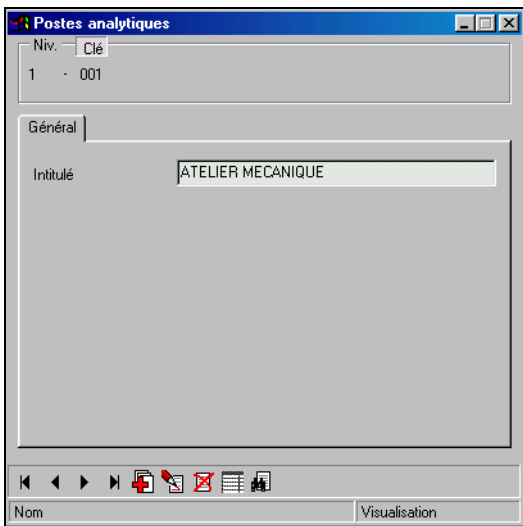 Postes analytiques
Niv. Clé
1 - 001
Général
Intitulé ATELIER MECANIQUE
Nom Visualisation